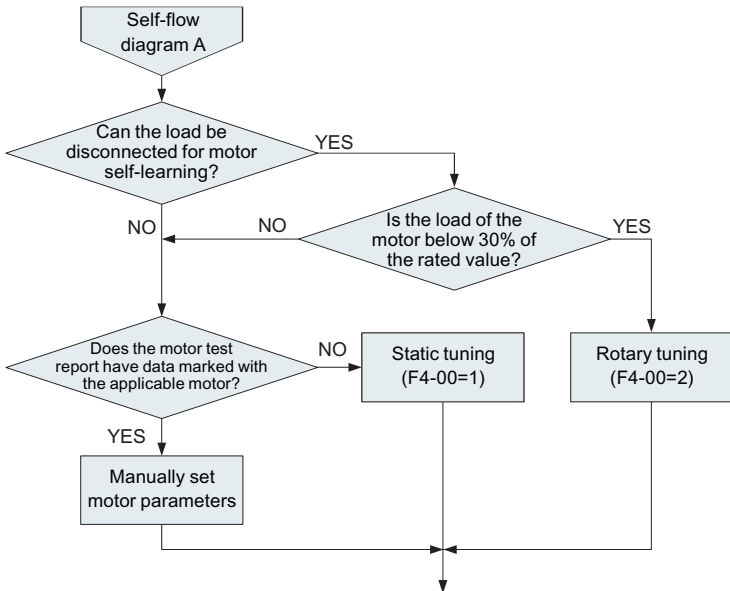 Self-flow
diagram A
Can the load be
disconnected for motor
self-learning?
YES
NO
NO
Is the load of the
motor below 30% of
the rated value?
YES
Does the motor test
report have data marked with
the applicable motor?
NO
Static tuning
(F4-00=1)
Rotary tuning
(F4-00=2)
YES
Manually set
motor parameters